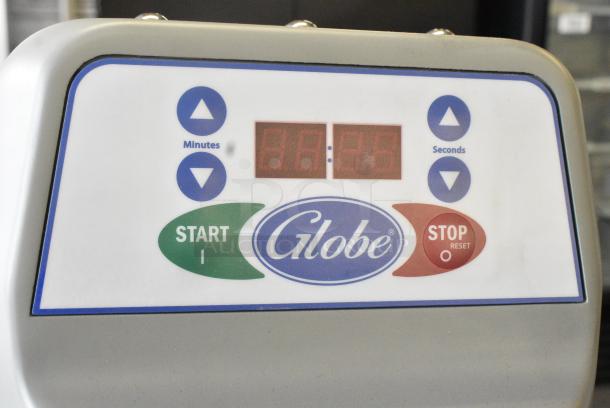 Minutes
Seconds
START
I
Globe®
STOP
RESET
O